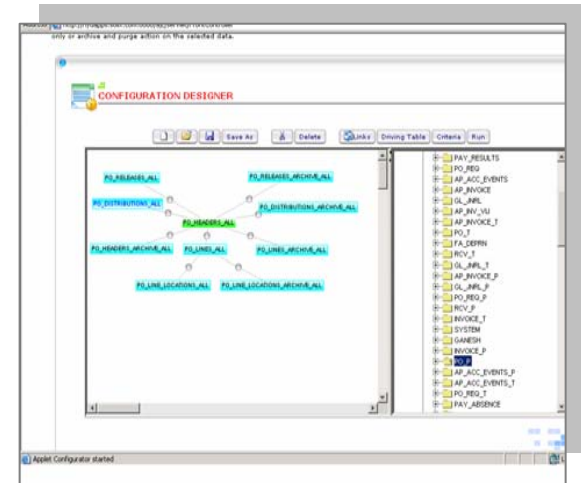 only or archive and purge action on the selected data.
CONFIGURATION DESIGNER
Save As Delete Links Driving Table Criteria Run
PO_RELEASES_ALL PO_RELEASES_ARCHIVE_ALL
PO_DISTRIBUTIONS_ALL PO_DISTRIBUTIONS_ARCHIVE_ALL
PO_HEADERS_ALL
PO_HEADERS_ARCHIVE_ALL PO_LINES_ALL PO_LINES_ARCHIVE_ALL
PO_LINE_LOCATIONS_ALL PO_LINE_LOCATIONS_ARCHIVE_ALL
PAY_RESULTS
PO_REQ
AP_ACC_EVENTS
AP_INVOICE
GL_JNRL
AP_INV_VIJ
AP_INVOICE_T
PO_T
FA_DEPRN
RCV_T
GL_JNRL_T
AP_INVOICE_P
GL_JNRL_P
PO_REQ_P
RCV_P
INVOICE_T
SYSTEM
GANESH
INVOICE_P
PO_P
AP_ACC_EVENTS_P
AP_ACC_EVENTS_T
PO_REQ_T
PAY_ABSENCE
Applet Configurator started